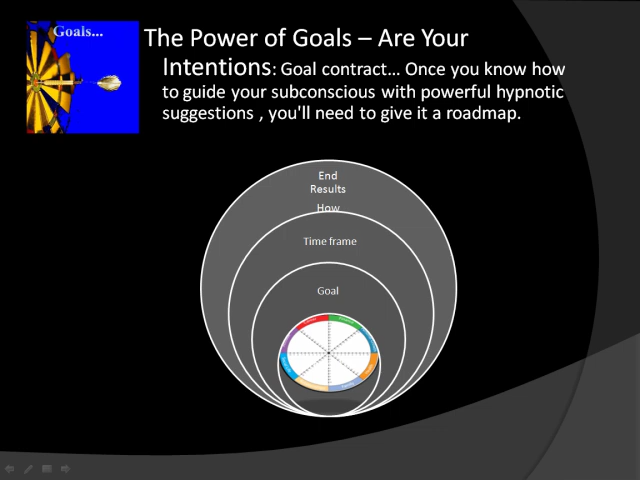 Goals...
The Power of Goals – Are Your
Intentions: Goal contract… Once you know how
to guide your subconscious with powerful hypnotic
suggestions , you'll need to give it a roadmap.
End
Results
How
Time frame
Goal